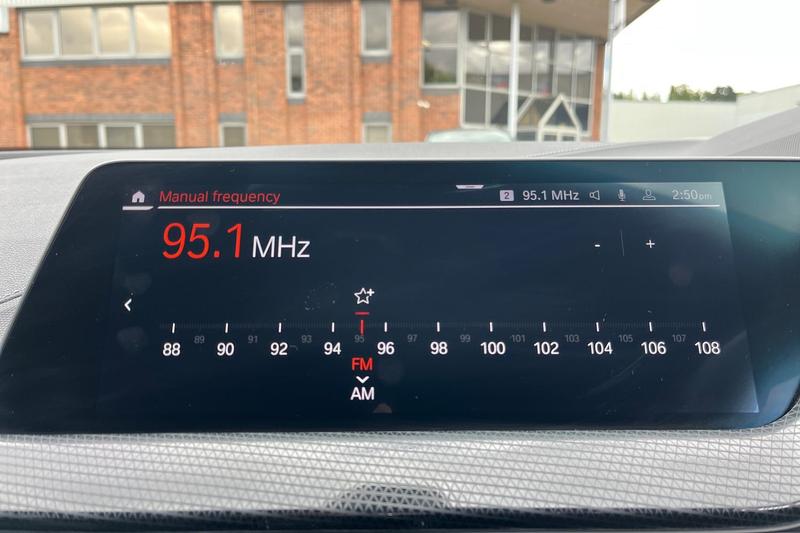 Manual frequency
2 95.1 MHz 2:50pm
95.1 MHz
- +
88 89 90 91 92 93 94 95 96 97 98 99 100 101 102 103 104 105 106 107 108
FM
AM